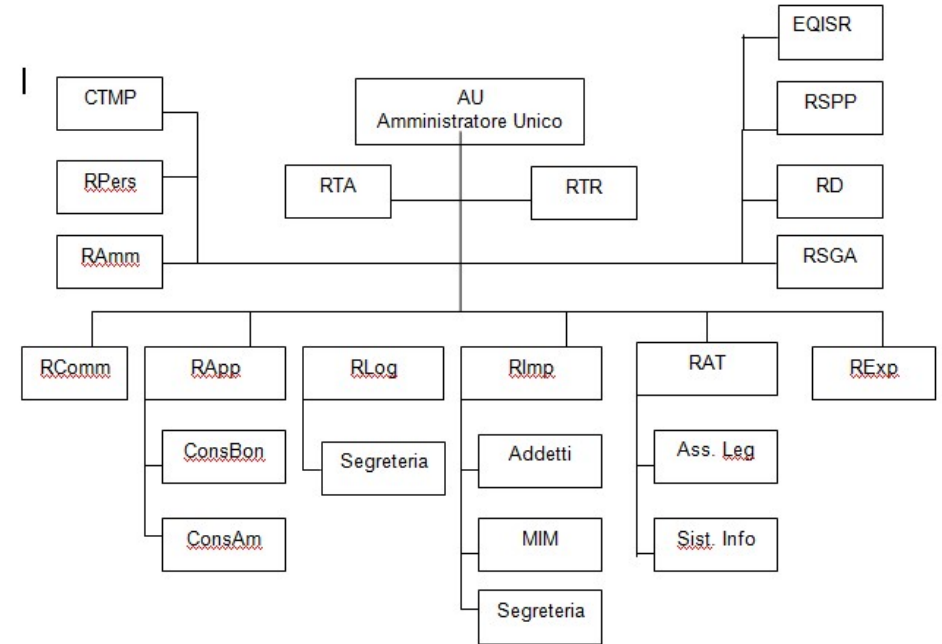 EQISR
CTMP
AU
Amministratore Unico
RSPP
RPers
RTA
RTR
RD
RAmm
RSGA
RComm
RApp
RLog
RImp
RAT
RExp
ConsBon
Segreteria
Addetti
Ass. Leg
ConsAm
MIM
Sist. Info
Segreteria